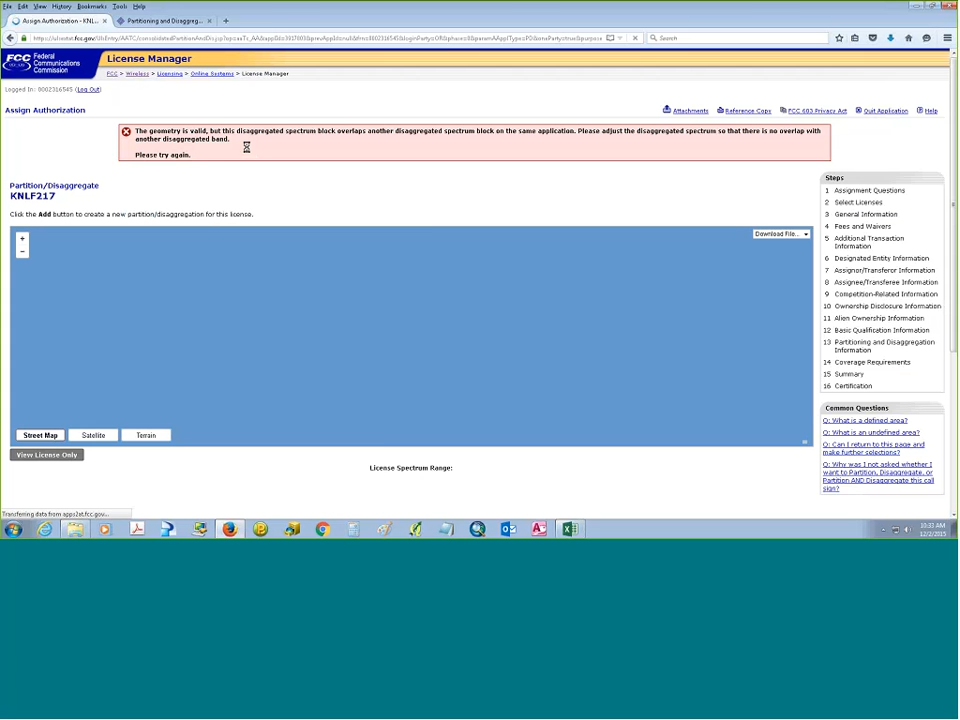 File Edit View History Bookmarks Tools Help
Assign Authorization - KNL... × Partitioning and Disaggreg... × +
Search
FCC Federal Communications Commission
License Manager
FCC > Wireless > Licensing > Online Systems > License Manager
Logged In: 0002316545 (Log Out)
Assign Authorization
Attachments Reference Copy FCC 603 Privacy Act Quit Application Help
The geometry is valid, but this disaggregated spectrum block overlaps another disaggregated spectrum block on the same application. Please adjust the disaggregated spectrum so that there is no overlap with
another disaggregated band.
Please try again.
Partition/Disaggregate
KNLF217
Click the Add button to create a new partition/disaggregation for this license.
+
−
Download File...
Street Map Satellite Terrain
View License Only
License Spectrum Range:
Steps
1 Assignment Questions
2 Select Licenses
3 General Information
4 Fees and Waivers
5 Additional Transaction
Information
6 Designated Entity Information
7 Assignor/Transferor Information
8 Assignee/Transferee Information
9 Competition-Related Information
10 Ownership Disclosure Information
11 Alien Ownership Information
12 Basic Qualification Information
13 Partitioning and Disaggregation
Information
14 Coverage Requirements
15 Summary
16 Certification
Common Questions
Q: What is a defined area?
Q: What is an undefined area?
Q: Can I return to this page and
make further selections?
Q: Why was I not asked whether I
want to Partition, Disaggregate, or
Partition AND Disaggregate this call
sign?
Transferring data from apps2st.fcc.gov...
10:33 AM
12/2/2015